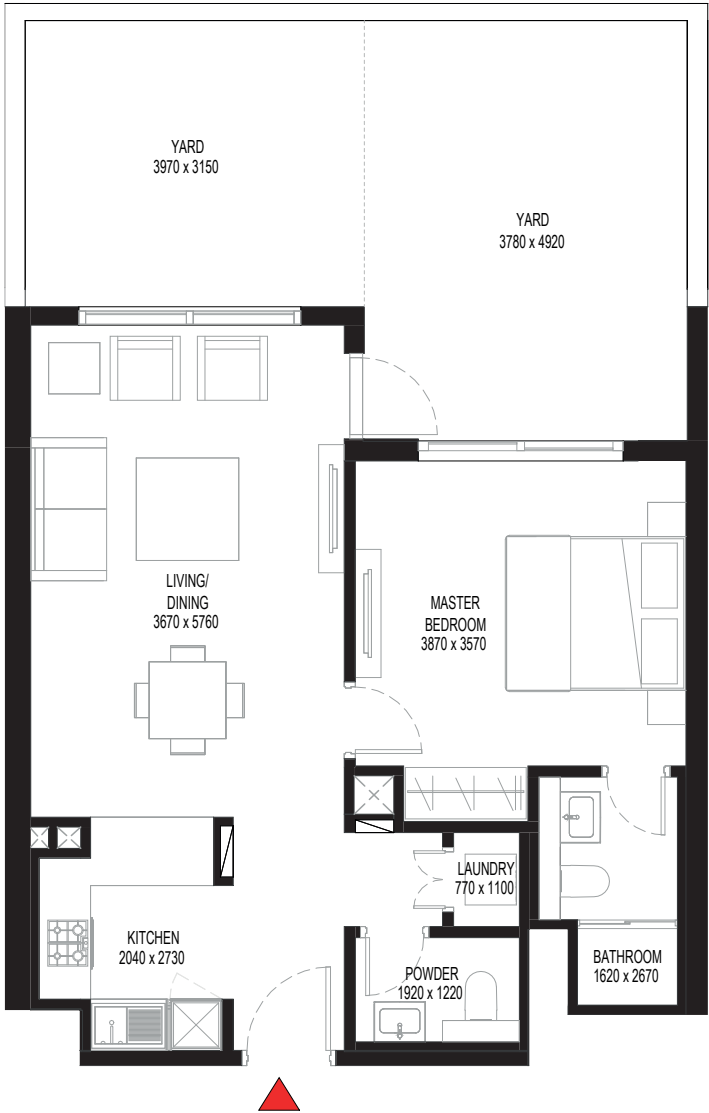 YARD
3970 x 3150
YARD
3780 x 4920
LIVING/
DINING
3670 x 5760
MASTER
BEDROOM
3870 x 3570
LAUNDRY
770 x 1100
KITCHEN
2040 x 2730
POWDER
1920 x 1220
BATHROOM
1620 x 2670